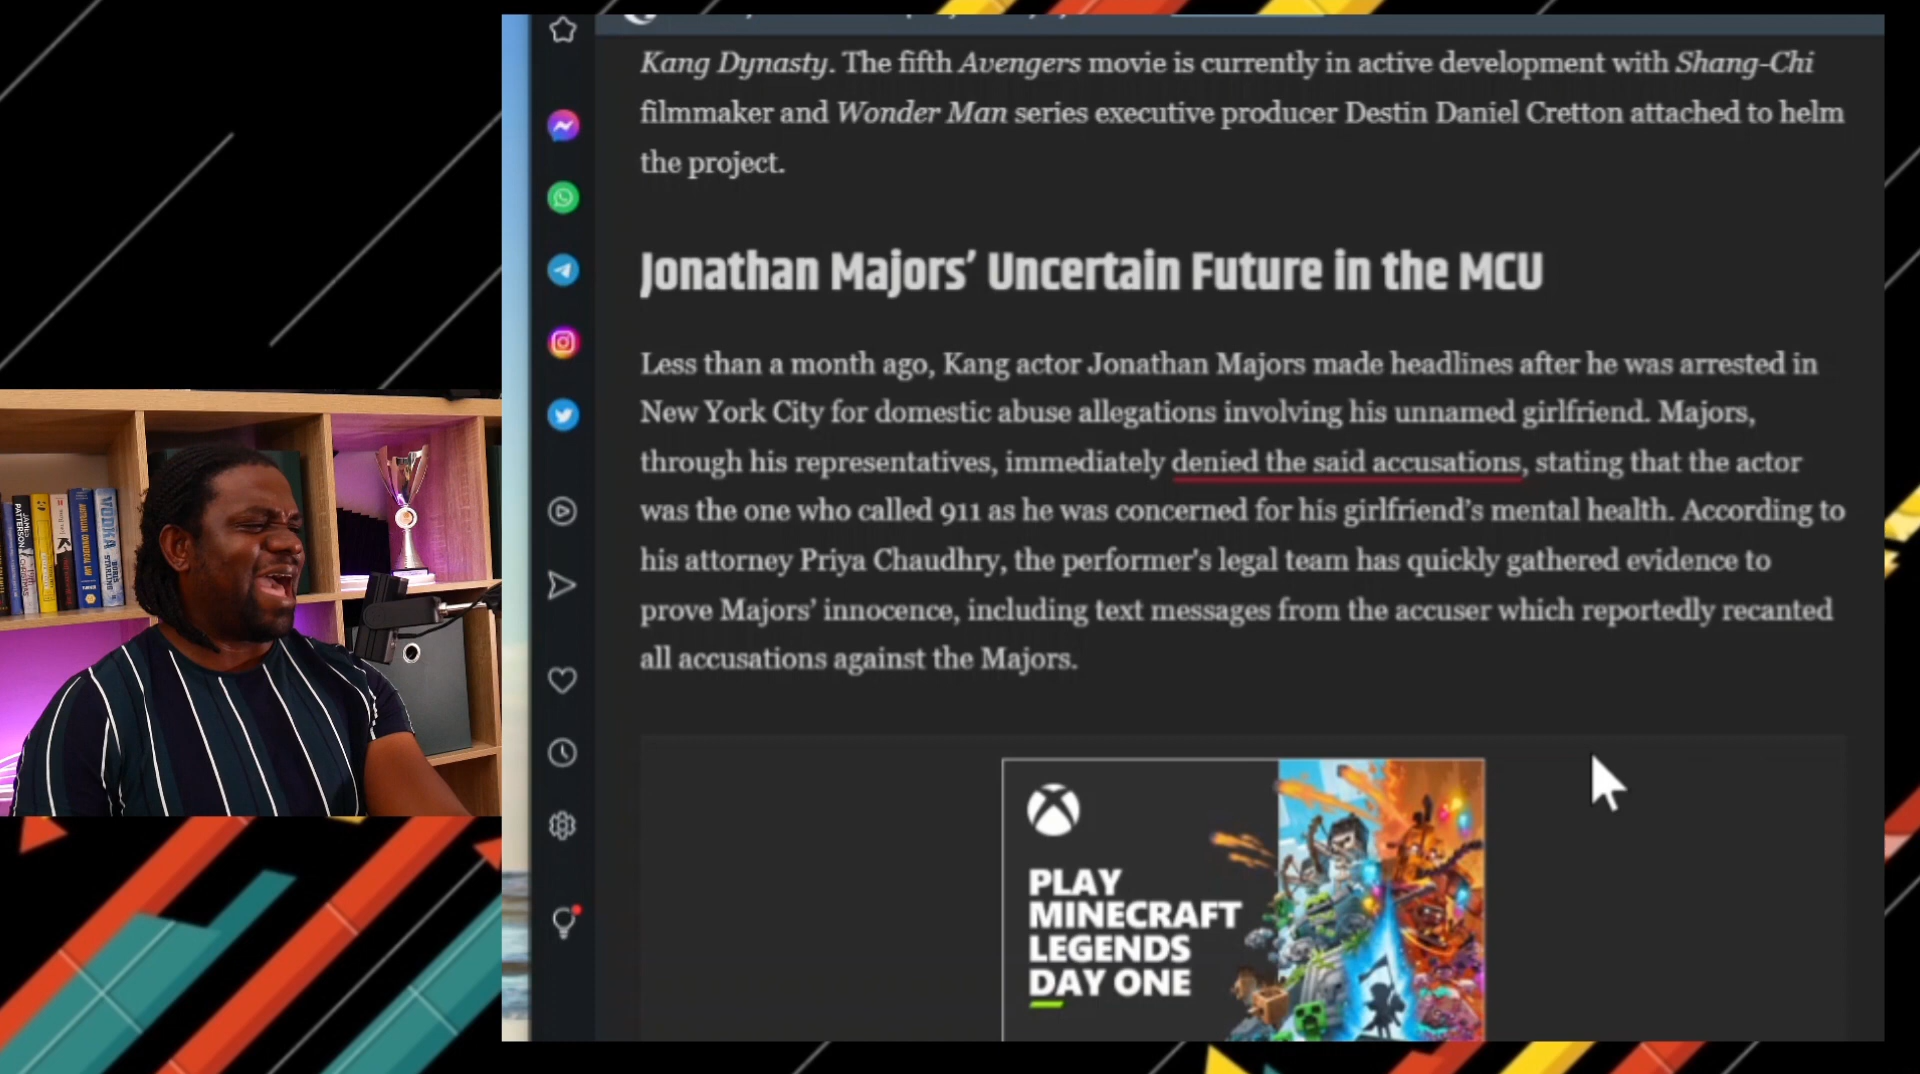 Kang Dynasty. The fifth Avengers movie is currently in active development with Shang-Chi
filmmaker and Wonder Man series executive producer Destin Daniel Cretton attached to helm
the project.
Jonathan Majors’ Uncertain Future in the MCU
Less than a month ago, Kang actor Jonathan Majors made headlines after he was arrested in
New York City for domestic abuse allegations involving his unnamed girlfriend. Majors,
through his representatives, immediately denied the said accusations, stating that the actor
was the one who called 911 as he was concerned for his girlfriend’s mental health. According to
his attorney Priya Chaudhry, the performer's legal team has quickly gathered evidence to
prove Majors’ innocence, including text messages from the accuser which reportedly recanted
all accusations against the Majors.
PLAY
MINECRAFT
LEGENDS
DAY ONE
JAMES
PATTERSON
VODKA
BORIS
STARLING